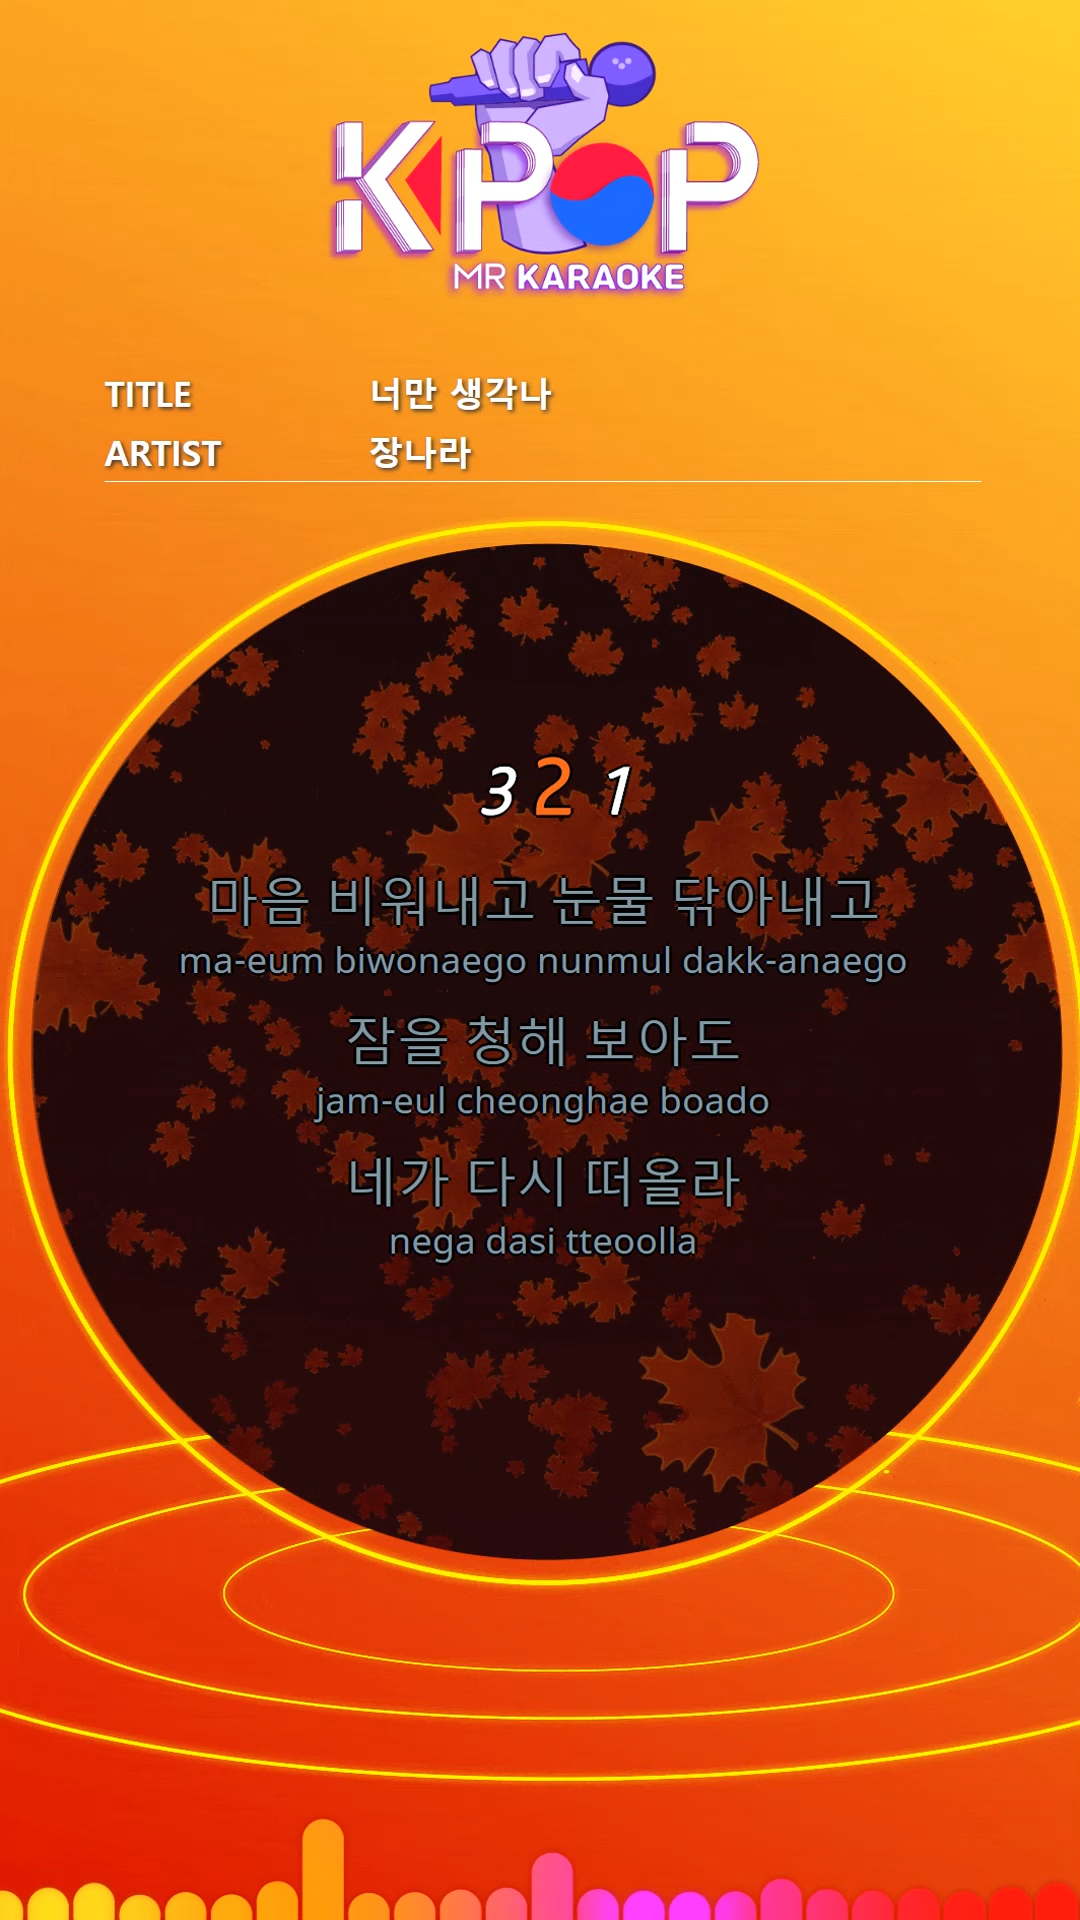 KPOP
MR KARAOKE
TITLE 너만 생각나
ARTIST 장나라
3 2 1
마음 비워내고 눈물 닦아내고
ma-eum biwonaego nunmul dakk-anaego
잠을 청해 보아도
jam-eul cheonghae boado
네가 다시 떠올라
nega dasi tteoolla